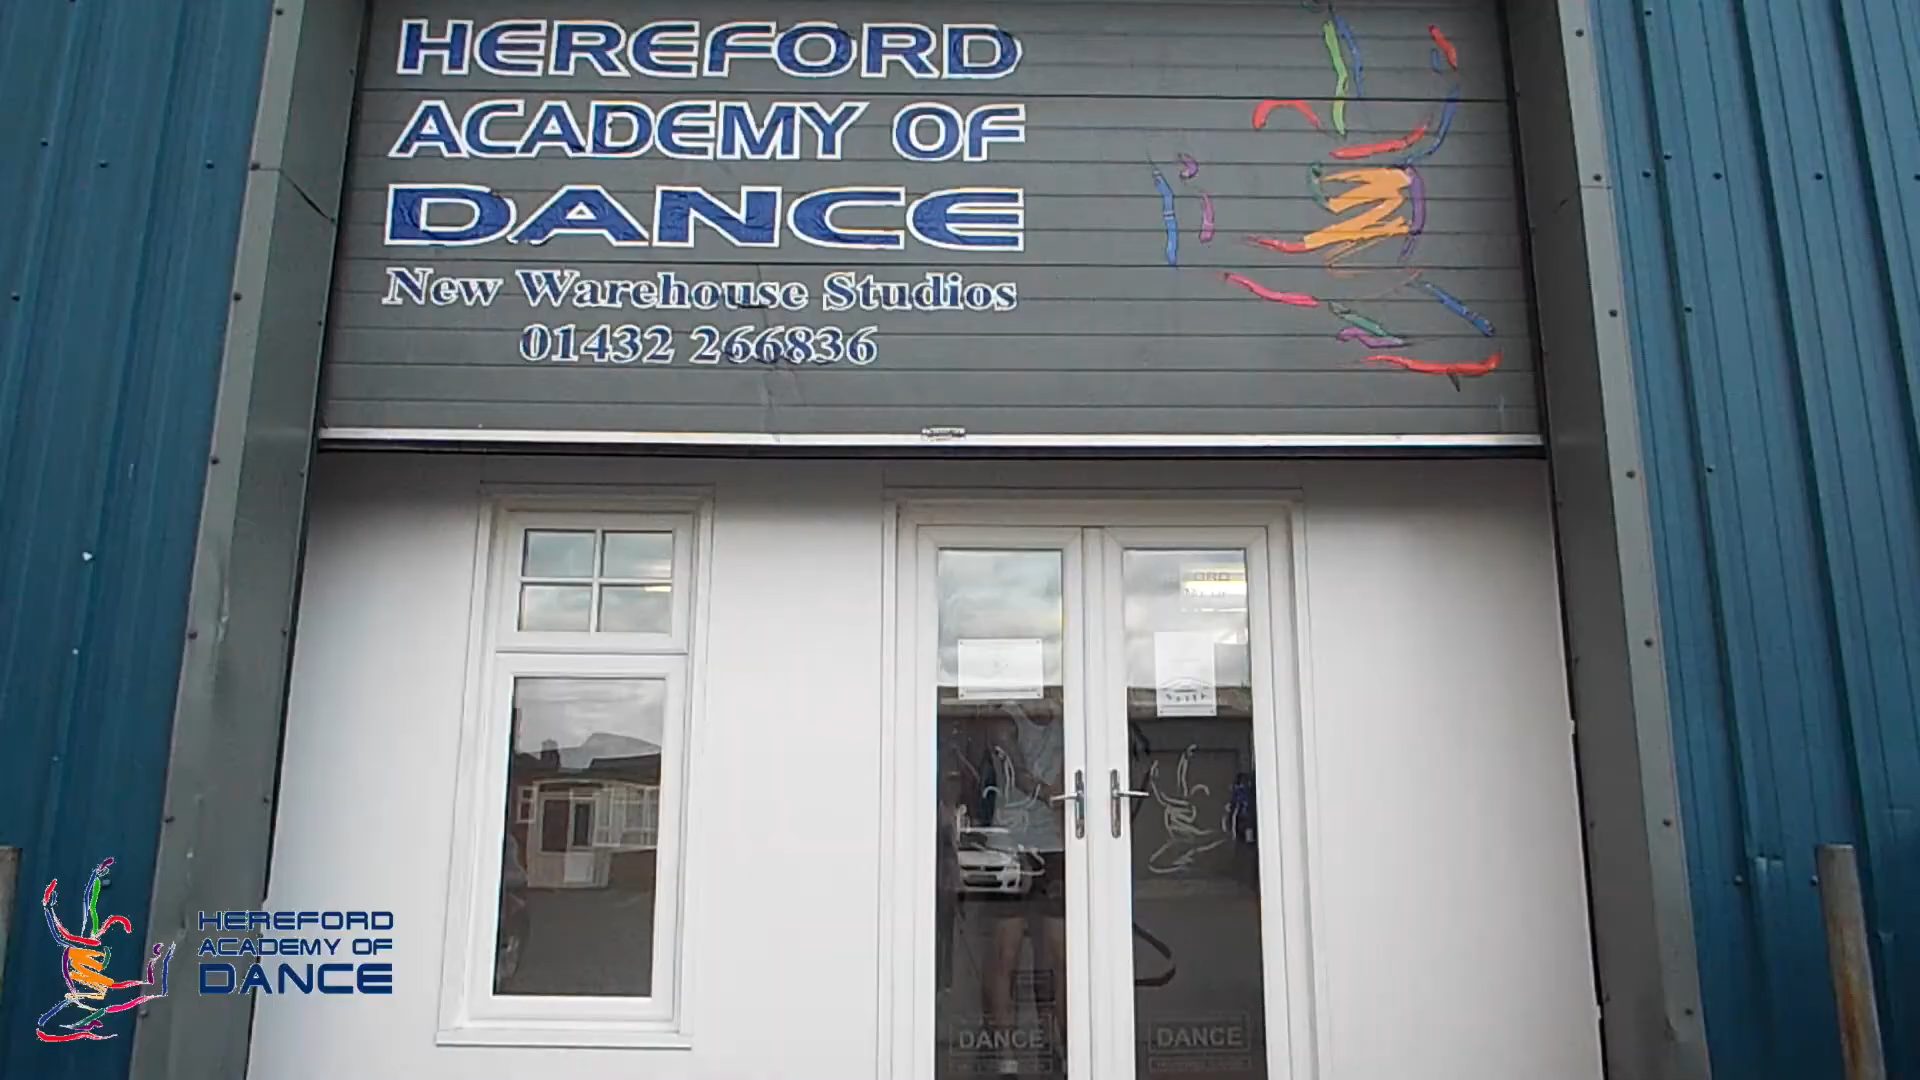 HEREFORD
ACADEMY OF
DANCE
New Warehouse Studios
01432 266836
DANCE
DANCE
HEREFORD
ACADEMY OF
DANCE